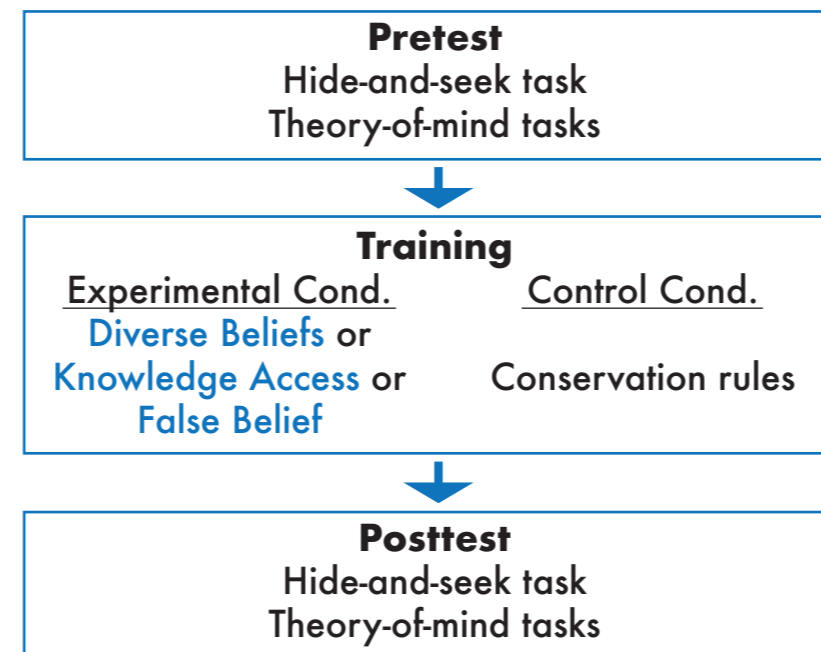 Pretest
Hide-and-seek task
Theory-of-mind tasks
Training
Experimental Cond. Control Cond.
Diverse Beliefs or
Knowledge Access or Conservation rules
False Belief
Posttest
Hide-and-seek task
Theory-of-mind tasks